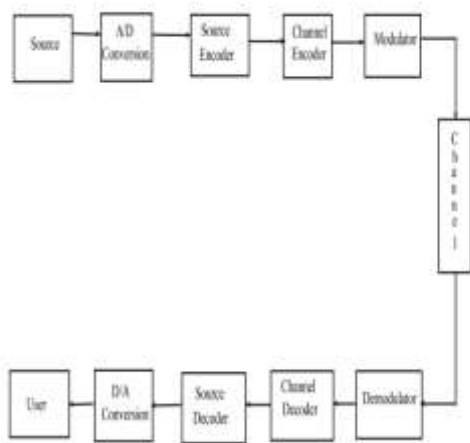 Source
A/D
Conversion
Source
Encoder
Channel
Encoder
Modulator
C
h
a
n
n
e
l
User
D/A
Conversion
Source
Decoder
Channel
Decoder
Demodulator